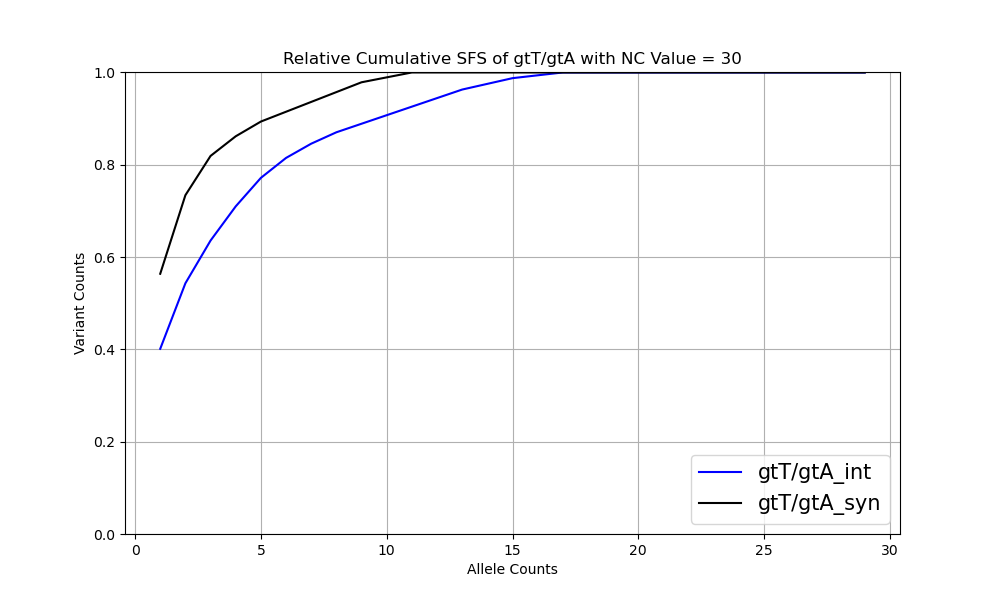 Relative Cumulative SFS of gtT/gtA with NC Value = 30
1.0
0.8
0.6
0.4
0.2
0.0
Variant Counts
0 5 10 15 20 25 30
Allele Counts
gtT/gtA_int
gtT/gtA_syn